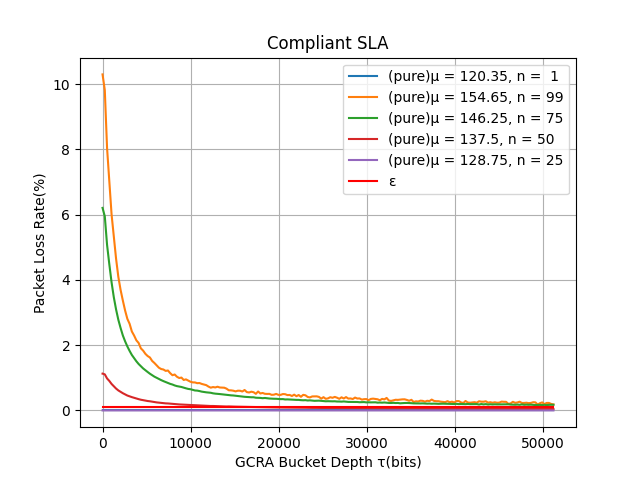 Compliant SLA
Packet Loss Rate(%)
10
8
6
4
2
0
(pure)μ = 120.35, n =  1
(pure)μ = 154.65, n = 99
(pure)μ = 146.25, n = 75
(pure)μ = 137.5, n = 50
(pure)μ = 128.75, n = 25
ε
0 10000 20000 30000 40000 50000
GCRA Bucket Depth τ(bits)